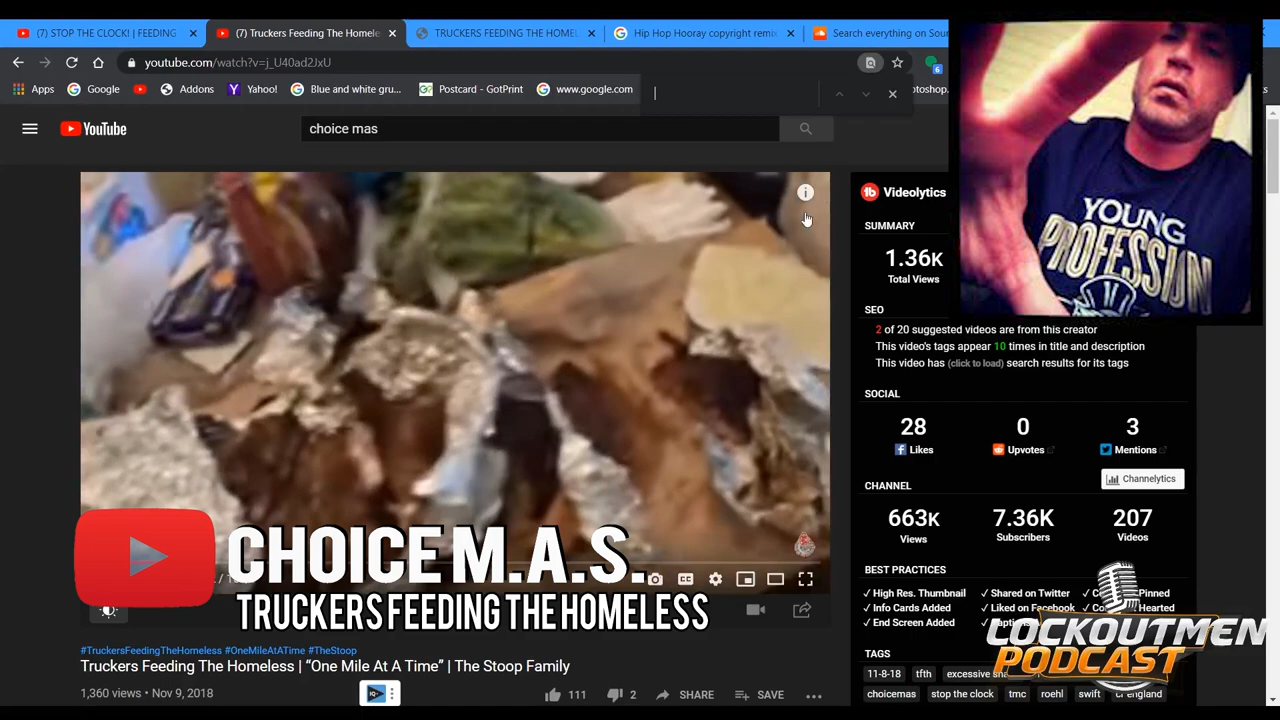 (7) STOP THE CLOCK! | FEEDING
(7) Truckers Feeding The Homele
TRUCKERS FEEDING THE HOMEL
Hip Hop Hooray copyright remix
Search everything on Sou
youtube.com/watch?v=j_U40ad2JxU
6
Apps
Google
Addons
Yahoo!
Blue and white gru...
Postcard - GotPrint
www.google.com
YouTube
choice mas
Videolytics
SUMMARY
1.36K
Total Views
YOUNG
PROFESSION
SEO
2 of 20 suggested videos are from this creator
This video's tags appear 10 times in title and description
This video has (click to load) search results for its tags
SOCIAL
28 0 3
Likes Upvotes Mentions
Channelytics
CHANNEL
663K 7.36K 207
Views Subscribers Videos
BEST PRACTICES
✓ High Res. Thumbnail ✓ Shared on Twitter Pinned
✓ Info Cards Added ✓ Liked on Facebook Hearted
✓ End Screen Added
TAGS
11-8-18 tfth excessive
choicemas stop the clock tmc roehl swift england
CHOICE M.A.S.
TRUCKERS FEEDING THE HOMELESS
LOCKOUTMEN
PODCAST
#TruckersFeedingTheHomeless #OneMileAtATime #TheStoop
Truckers Feeding The Homeless | “One Mile At A Time” | The Stoop Family
1,360 views • Nov 9, 2018
111 2 SHARE SAVE